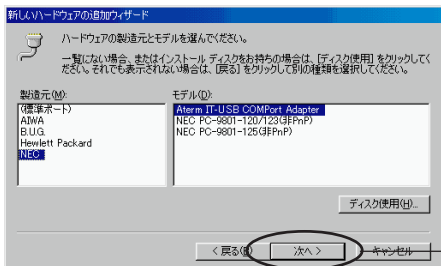 新しいハードウェアの追加ウィザード
ハードウェアの製造元とモデルを選んでください。
一覧にない場合、またはインストール ディスクをお持ちの場合は、[ディスク使用] をクリックしてく
ださい。それでも表示されない場合は、[戻る] をクリックして別の種類を選択してください。
製造元(M):
(標準ポート)
AIWA
B.U.G.
Hewlett Packard
NEC
モデル(D):
Aterm IT-USB COMPort Adapter
NEC PC-9801-120/123(非PnP)
NEC PC-9801-125(非PnP)
ディスク使用(H)...
< 戻る(B) 次へ > キャンセル